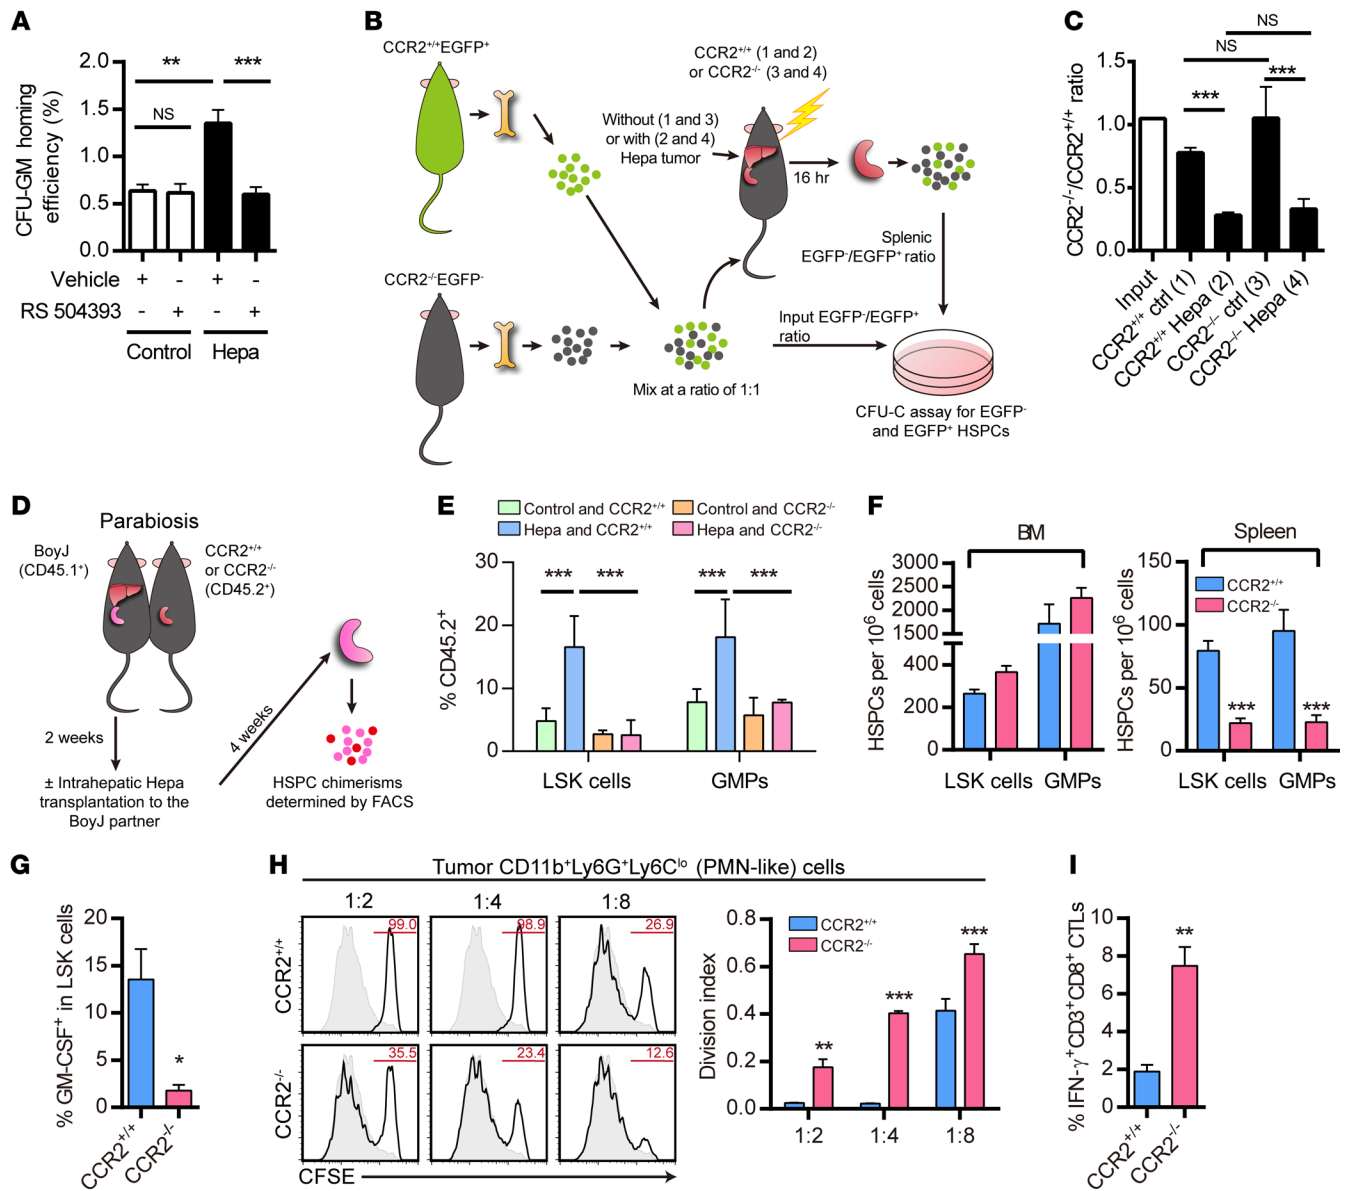 A
CFU-GM homing
efficiency (%)
2.0
1.5
1.0
0.5
0.0
**
***
NS
Vehicle + - + -
RS 504393 - + - +
Control Hepa
B
CCR2+/+EGFP+
CCR2-/-EGFP-
CCR2+/+ (1 and 2)
or CCR2-/- (3 and 4)
Without (1 and 3)
or with (2 and 4)
Hepa tumor
16 hr
Splenic
EGFP-/EGFP+ ratio
Input EGFP-/EGFP+
ratio
Mix at a ratio of 1:1
CFU-C assay for EGFP-
and EGFP+ HSPCs
C
CCR2-/-/CCR2+/+ ratio
1.5
1.0
0.5
0.0
NS
NS
***
***
Input
CCR2+/+ ctrl (1)
CCR2+/+ Hepa (2)
CCR2-/- ctrl (3)
CCR2-/- Hepa (4)
D
Parabiosis
BoyJ
(CD45.1+)
CCR2+/+
or CCR2-/-
(CD45.2+)
2 weeks
± Intrahepatic Hepa
transplantation to the
BoyJ partner
4 weeks
HSPC chimerisms
determined by FACS
E
Control and CCR2+/+
Control and CCR2-/-
Hepa and CCR2+/+
Hepa and CCR2-/-
% CD45.2+
30
20
10
0
*** *** *** ***
LSK cells GMPs
F
BM
HSPCs per 10^6 cells
3000
2500
2000
1500
400
200
0
LSK cells GMPs
Spleen
HSPCs per 10^6 cells
150
100
50
0
CCR2+/+
CCR2-/-
*** ***
LSK cells GMPs
G
% GM-CSF+ in LSK cells
20
15
10
5
0
*
CCR2+/+
CCR2-/-
H
Tumor CD11b+Ly6G+Ly6Clo (PMN-like) cells
1:2 1:4 1:8
CCR2+/+
99.0 98.9 26.9
CCR2-/-
35.5 23.4 12.6
CFSE
Division index
0.8
0.6
0.4
0.2
0.0
CCR2+/+
CCR2-/-
** *** ***
1:2 1:4 1:8
I
% IFN-γ+CD3+CD8+ CTLs
10
8
6
4
2
0
**
CCR2+/+
CCR2-/-